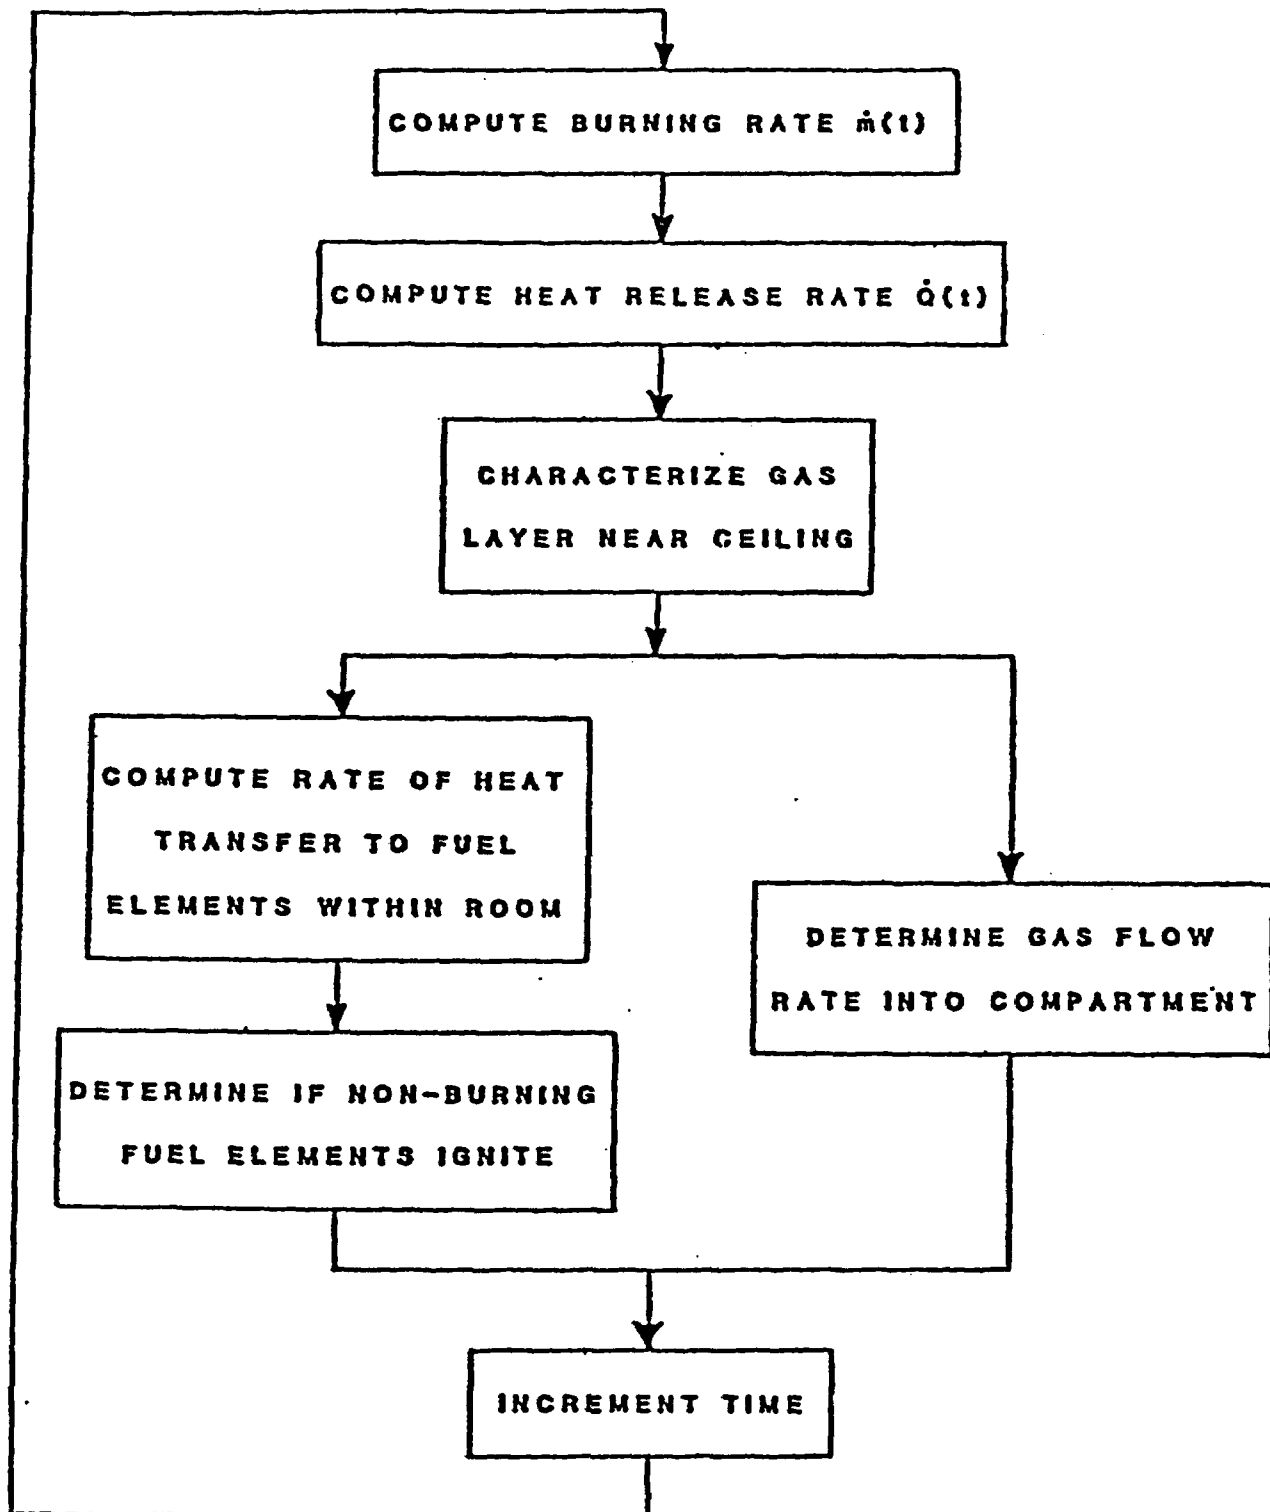 COMPUTE BURNING RATE ṁ(t)
COMPUTE HEAT RELEASE RATE Q̇(t)
CHARACTERIZE GAS
LAYER NEAR CEILING
COMPUTE RATE OF HEAT
TRANSFER TO FUEL
ELEMENTS WITHIN ROOM
DETERMINE GAS FLOW
RATE INTO COMPARTMENT
DETERMINE IF NON-BURNING
FUEL ELEMENTS IGNITE
INCREMENT TIME